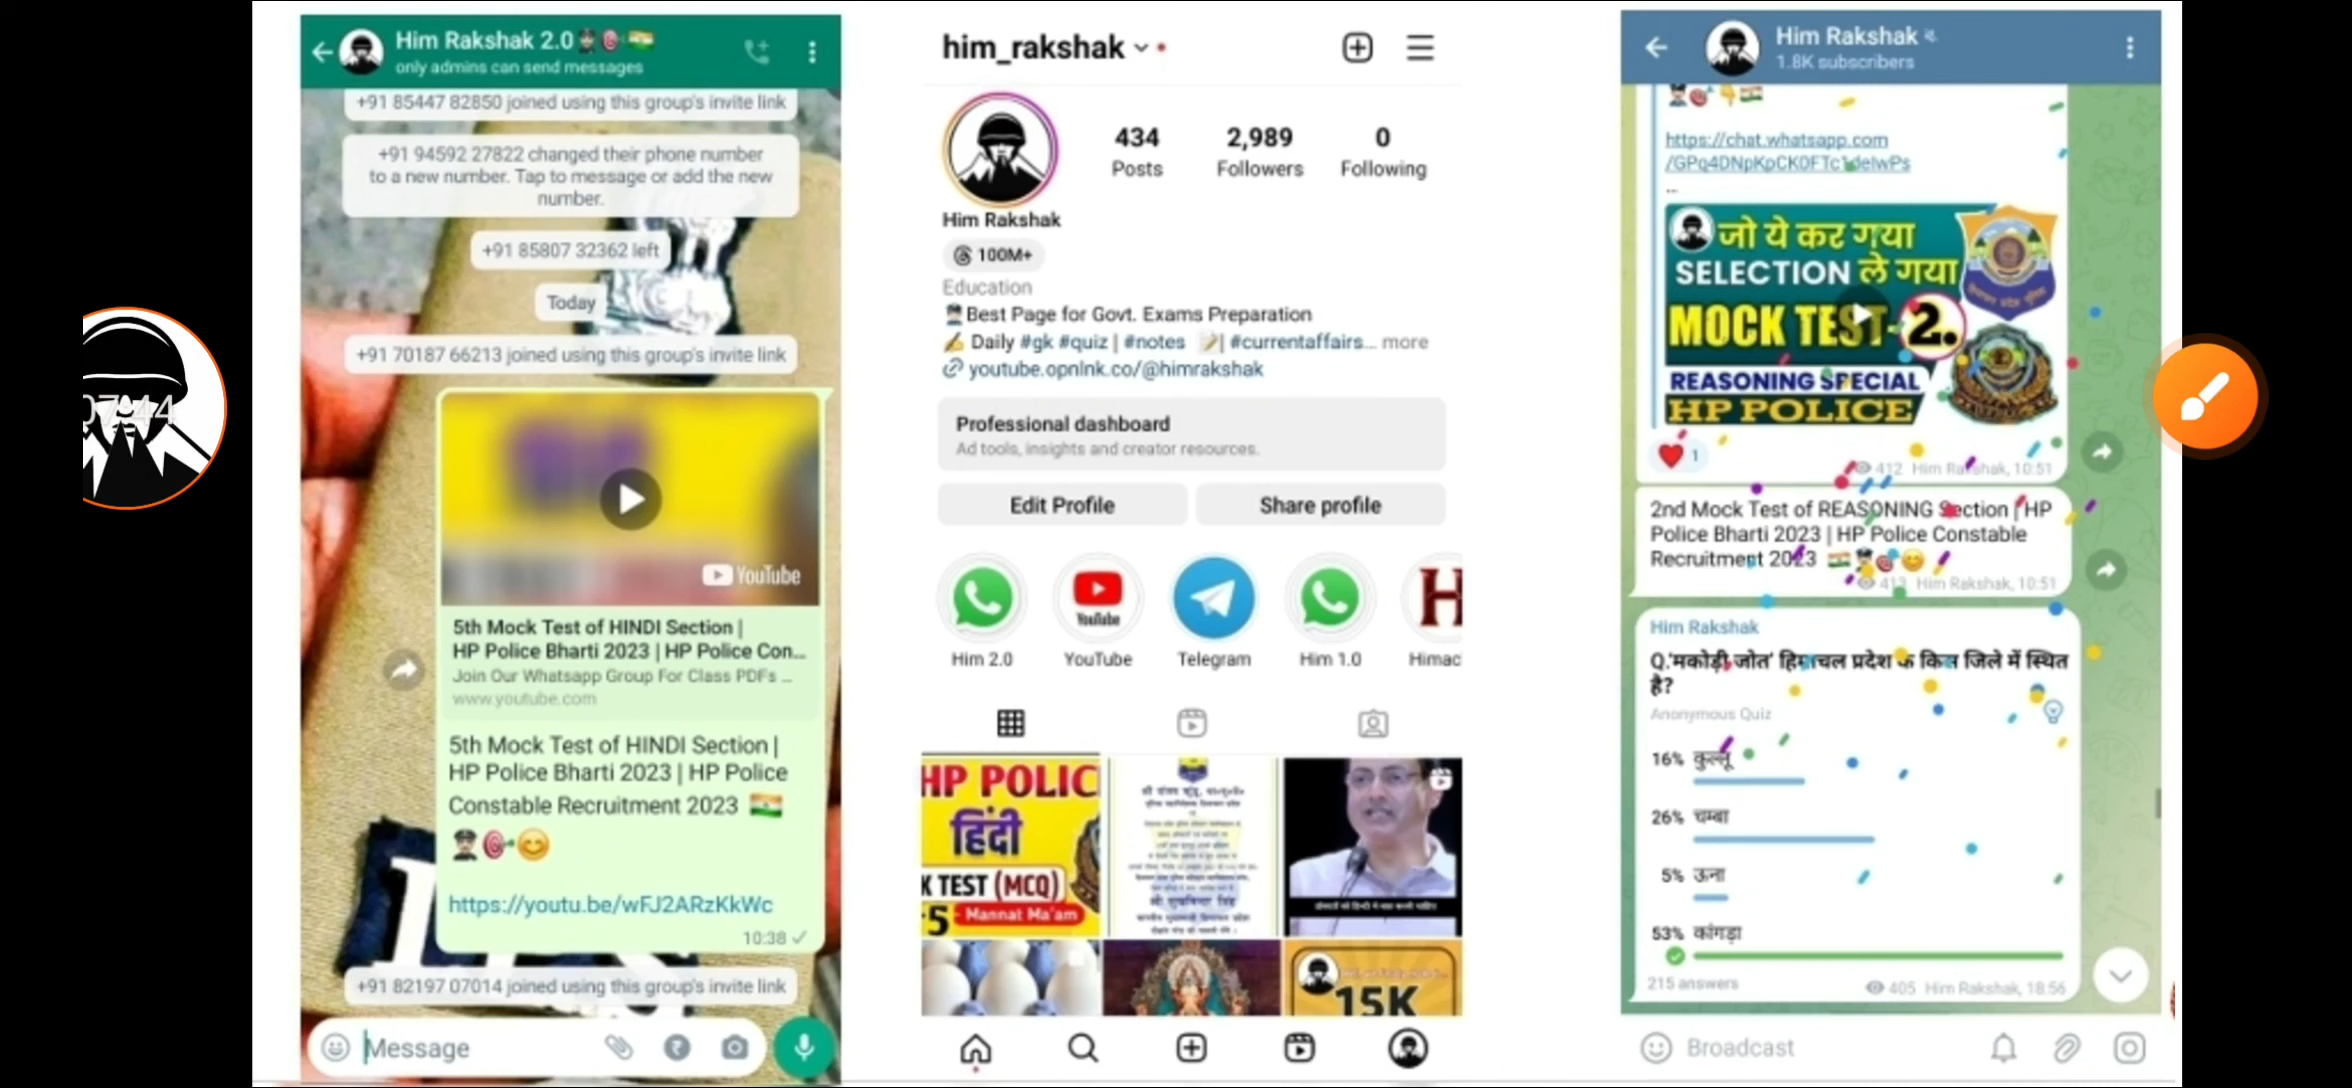 Him Rakshak 2.0
only admins can send messages
+91 85447 82850 joined using this group's invite link
+91 94592 27822 changed their phone number
to a new number. Tap to message or add the new
number.
+91 85807 32362 left
Today
+91 70187 66213 joined using this group's invite link
YouTube
5th Mock Test of HINDI Section |
HP Police Bharti 2023 | HP Police Con...
Join Our Whatsapp Group For Class PDFs ...
www.youtube.com
5th Mock Test of HINDI Section |
HP Police Bharti 2023 | HP Police
Constable Recruitment 2023
https://youtu.be/wFJ2ARzKkWc
10:38
+91 82197 07014 joined using this group's invite link
Message
07:44
him_rakshak
434
Posts
2,989
Followers
0
Following
Him Rakshak
100M+
Education
Best Page for Govt. Exams Preparation
Daily #gk #quiz | #notes | #currentaffairs... more
youtube.opnlnk.co/@himrakshak
Professional dashboard
Ad tools, insights and creator resources.
Edit Profile
Share profile
YouTube
Him 2.0
YouTube
Telegram
Him 1.0
Himac
HP POLIC
हिंदी
K TEST (MCQ)
5 - Mannat Ma'am
15K
Him Rakshak
1.8K subscribers
https://chat.whatsapp.com
/GPq4DNpKpCK0FTc1delwPs
...
जो ये कर गया
SELECTION ले गया
MOCK TEST-2.
REASONING SPECIAL
HP POLICE
1
412 Him Rakshak, 10:51
2nd Mock Test of REASONING Section | HP
Police Bharti 2023 | HP Police Constable
Recruitment 2023
413 Him Rakshak, 10:51
Him Rakshak
Q.'मकोड़ी जोत' हिमाचल प्रदेश के किस जिले में स्थित
है?
Anonymous Quiz
16% कुल्लू
26% चम्बा
5% ऊना
53% कांगड़ा
215 answers
405 Him Rakshak, 18:56
Broadcast